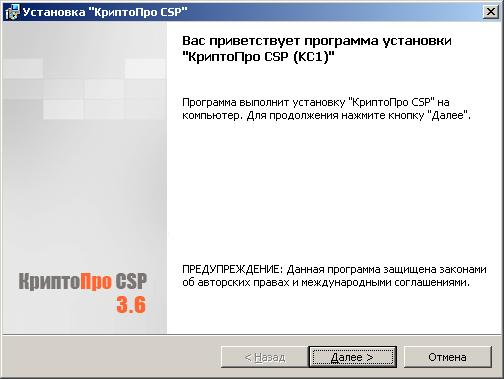 Установка "КриптоПро CSP"
Вас приветствует программа установки
"КриптоПро CSP (KC1)"
Программа выполнит установку "КриптоПро CSP" на
компьютер. Для продолжения нажмите кнопку "Далее".
КриптоПро CSP
3.6
ПРЕДУПРЕЖДЕНИЕ: Данная программа защищена законами
об авторских правах и международными соглашениями.
< Назад
Далее >
Отмена